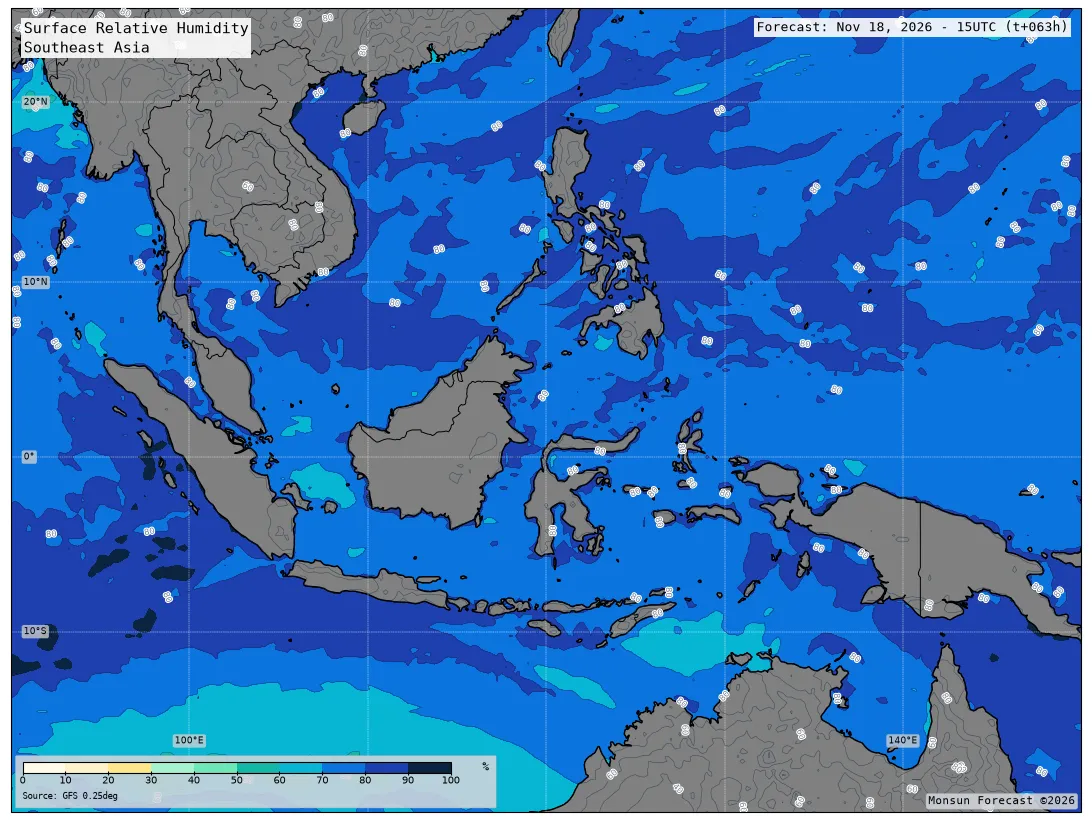 Surface Relative Humidity
Southeast Asia
Forecast: Nov 18, 2026 - 15UTC (t+063h)
20°N
10°N
0°
10°S
100°E
140°E
0 10 20 30 40 50 60 70 80 90 100
%
Source: GFS 0.25deg
Monsun Forecast ©2026